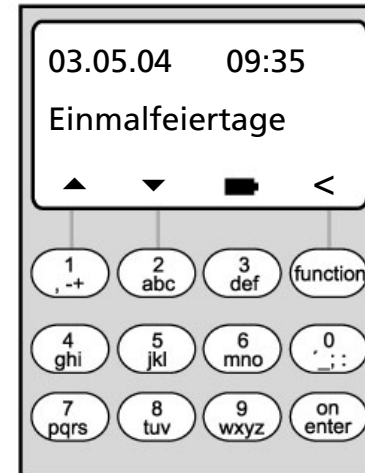 03.05.04 09:35
Einmalfeiertage
<
1 2 3 function
, -+ abc def
4 5 6 0
ghi jkl mno ´_; :
7 8 9 on
pqrs tuv wxyz enter